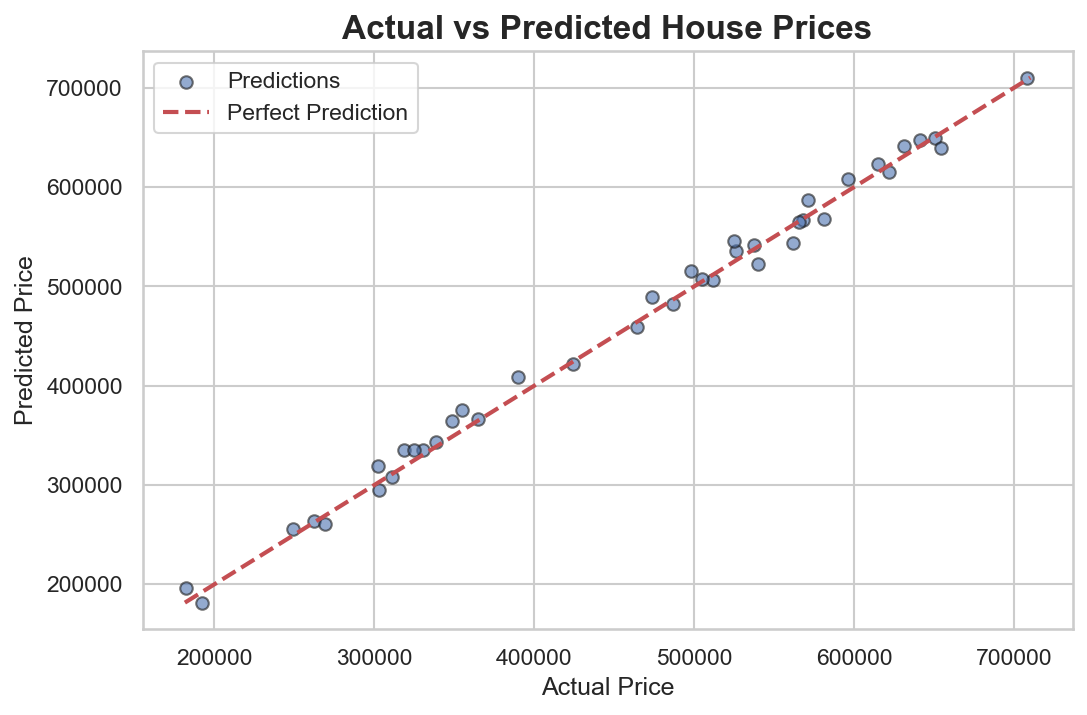 Actual vs Predicted House Prices
Predictions
Perfect Prediction
700000
600000
500000
400000
300000
200000
Predicted Price
200000 300000 400000 500000 600000 700000
Actual Price